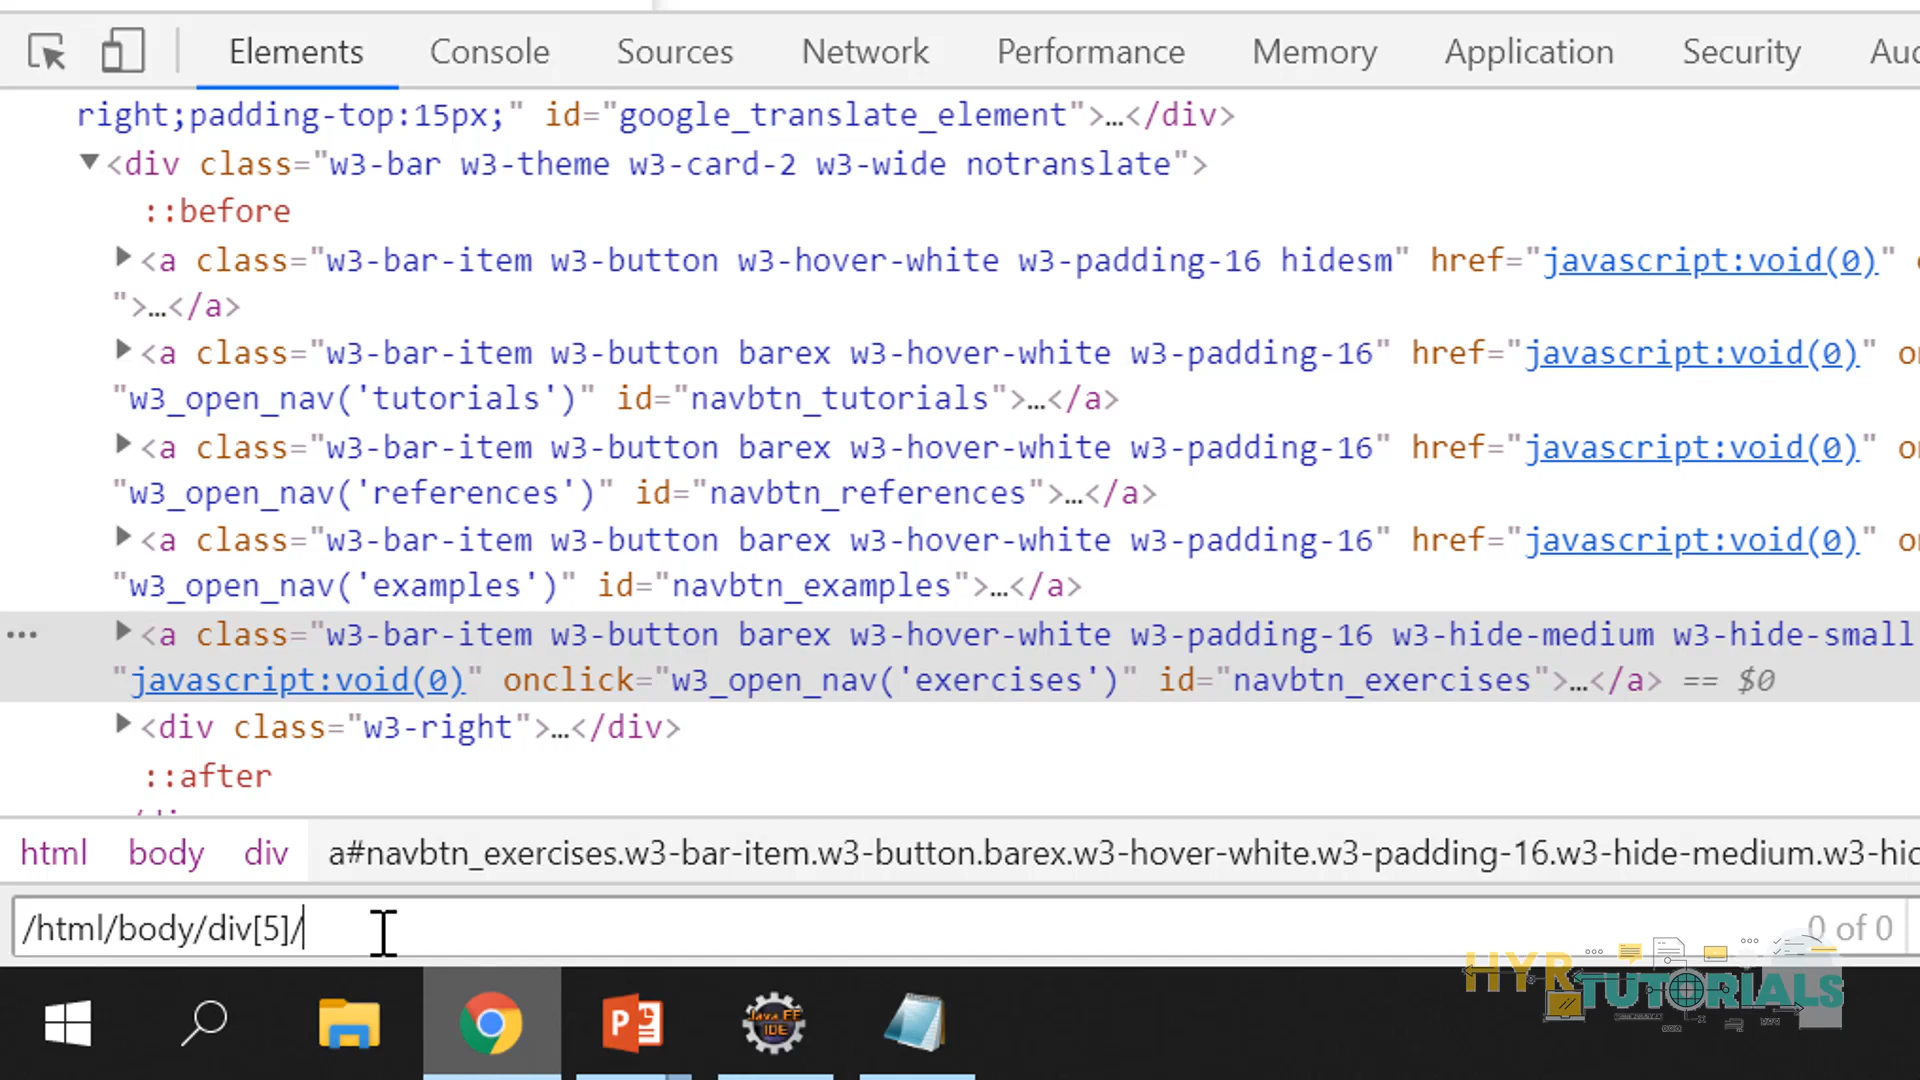 Elements Console Sources Network Performance Memory Application Security Auc
right;padding-top:15px;" id="google_translate_element">…</div>
▼<div class="w3-bar w3-theme w3-card-2 w3-wide notranslate">
::before
▶<a class="w3-bar-item w3-button w3-hover-white w3-padding-16 hidesm" href="javascript:void(0)"
">…</a>
▶<a class="w3-bar-item w3-button barex w3-hover-white w3-padding-16" href="javascript:void(0)" on
"w3_open_nav('tutorials')" id="navbtn_tutorials">…</a>
▶<a class="w3-bar-item w3-button barex w3-hover-white w3-padding-16" href="javascript:void(0)" on
"w3_open_nav('references')" id="navbtn_references">…</a>
▶<a class="w3-bar-item w3-button barex w3-hover-white w3-padding-16" href="javascript:void(0)" on
"w3_open_nav('examples')" id="navbtn_examples">…</a>
… ▶<a class="w3-bar-item w3-button barex w3-hover-white w3-padding-16 w3-hide-medium w3-hide-small
"javascript:void(0)" onclick="w3_open_nav('exercises')" id="navbtn_exercises">…</a> == $0
▶<div class="w3-right">…</div>
::after
html body div a#navbtn_exercises.w3-bar-item.w3-button.barex.w3-hover-white.w3-padding-16.w3-hide-medium.w3-hid
/html/body/div[5]/ 0 of 0
HYR TUTORIALS
Java EE
IDE